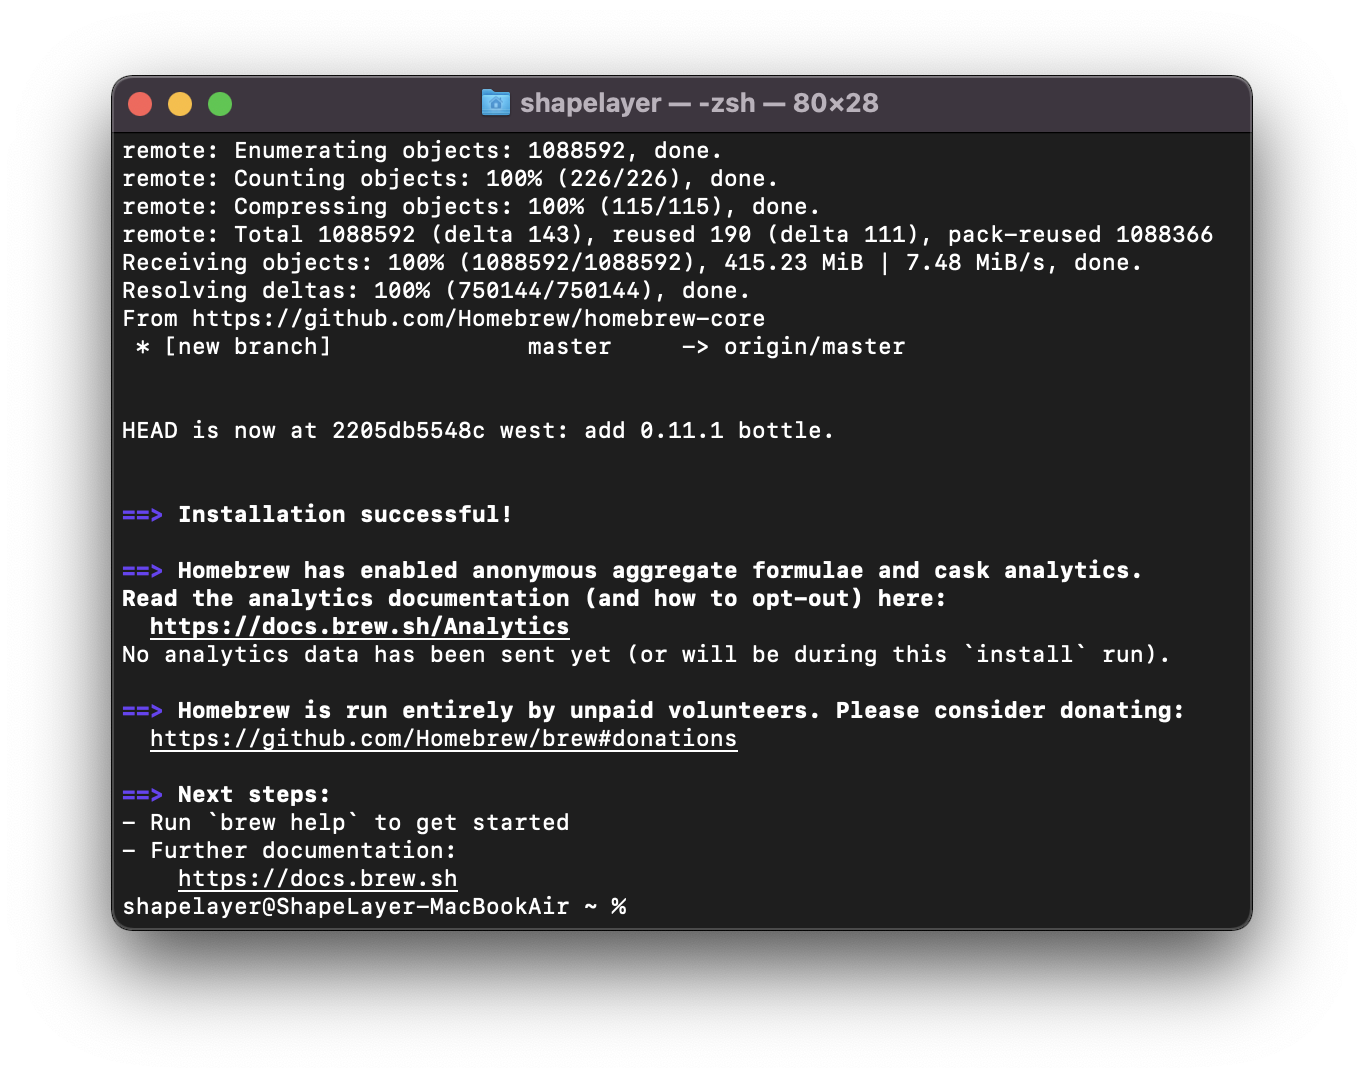 shapelayer — -zsh — 80×28
remote: Enumerating objects: 1088592, done.
remote: Counting objects: 100% (226/226), done.
remote: Compressing objects: 100% (115/115), done.
remote: Total 1088592 (delta 143), reused 190 (delta 111), pack-reused 1088366
Receiving objects: 100% (1088592/1088592), 415.23 MiB | 7.48 MiB/s, done.
Resolving deltas: 100% (750144/750144), done.
From https://github.com/Homebrew/homebrew-core
 * [new branch]              master     -> origin/master
HEAD is now at 2205db5548c west: add 0.11.1 bottle.
==> Installation successful!
==> Homebrew has enabled anonymous aggregate formulae and cask analytics.
Read the analytics documentation (and how to opt-out) here:
  https://docs.brew.sh/Analytics
No analytics data has been sent yet (or will be during this `install` run).
==> Homebrew is run entirely by unpaid volunteers. Please consider donating:
  https://github.com/Homebrew/brew#donations
==> Next steps:
- Run `brew help` to get started
- Further documentation:
    https://docs.brew.sh
shapelayer@ShapeLayer-MacBookAir ~ %